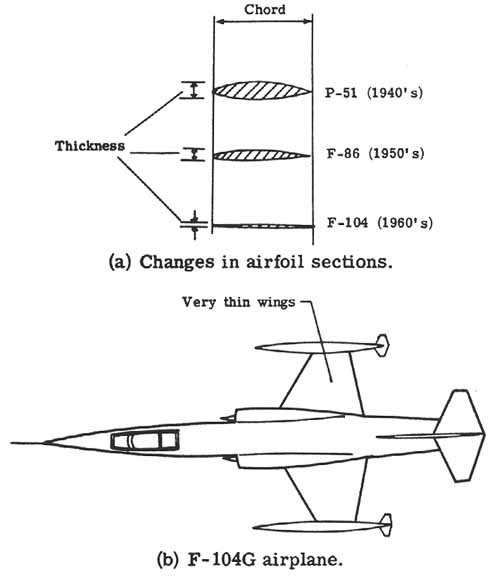 Chord
P-51 (1940's)
Thickness
F-86 (1950's)
F-104 (1960's)
(a) Changes in airfoil sections.
Very thin wings
(b) F-104G airplane.